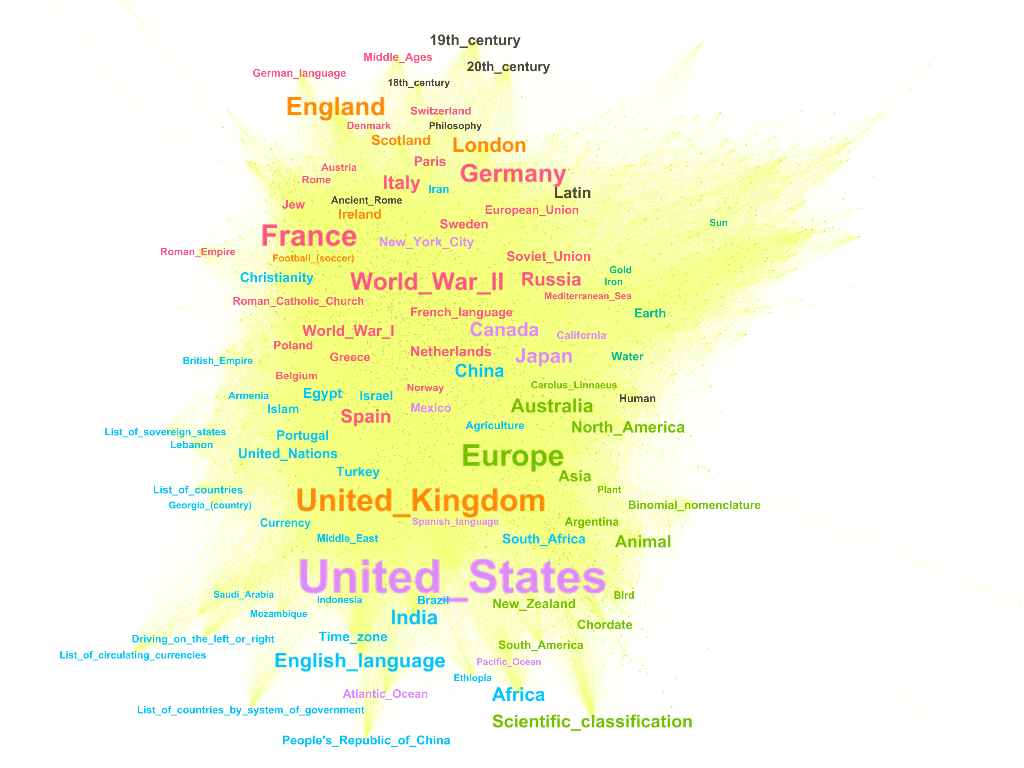 19th_century
Middle_Ages
20th_century
German_language
18th_century
England
Switzerland
Denmark
Philosophy
Scotland
London
Paris
Austria
Germany
Rome
Italy
Iran
Latin
Ancient_Rome
Jew
Ireland
European_Union
Sweden
Sun
France
New_York_City
Roman_Empire
Football_(soccer)
Soviet_Union
Gold
Christianity
World_War_II
Russia
Iron
Mediterranean_Sea
Roman_Catholic_Church
French_language
Earth
World_War_I
Canada
California
Poland
Greece
Netherlands
Japan
Water
British_Empire
China
Belgium
Norway
Carolus_Linnaeus
Armenia
Egypt
Israel
Human
Islam
Mexico
Australia
Spain
Agriculture
North_America
List_of_sovereign_states
Portugal
Lebanon
United_Nations
Europe
Turkey
Asia
List_of_countries
Plant
Georgia_(country)
United_Kingdom
Binomial_nomenclature
Currency
Spanish_language
Argentina
Middle_East
South_Africa
Animal
United_States
Saudi_Arabia
Indonesia
Brazil
New_Zealand
Bird
Mozambique
India
Chordate
Driving_on_the_left_or_right
Time_zone
South_America
List_of_circulating_currencies
English_language
Pacific_Ocean
Ethiopia
Atlantic_Ocean
Africa
List_of_countries_by_system_of_government
Scientific_classification
People's_Republic_of_China